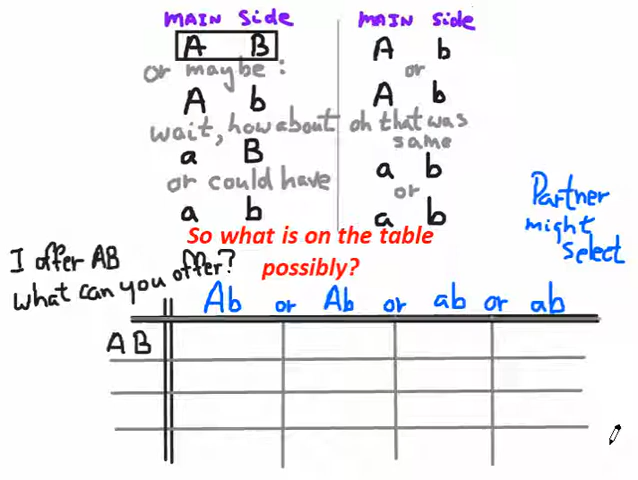 MAIN Side
A B
or maybe:
A b
wait, how about
a B
or could have
a b
MAIN Side
A b
or
A b
oh that was
same
a b
or
a b
Partner
might
select
So what is on the table
possibly?
I offer AB
what can you offer?
Ab or Ab or ab or ab
AB